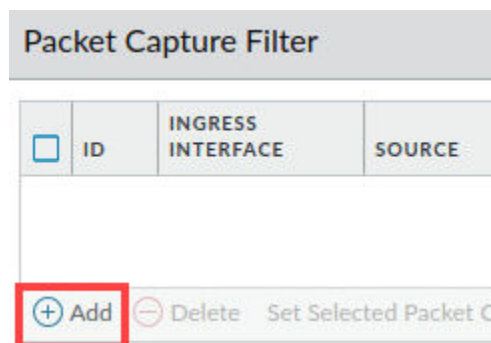 Packet Capture Filter
ID
INGRESS
INTERFACE
SOURCE
Add Delete Set Selected Packet